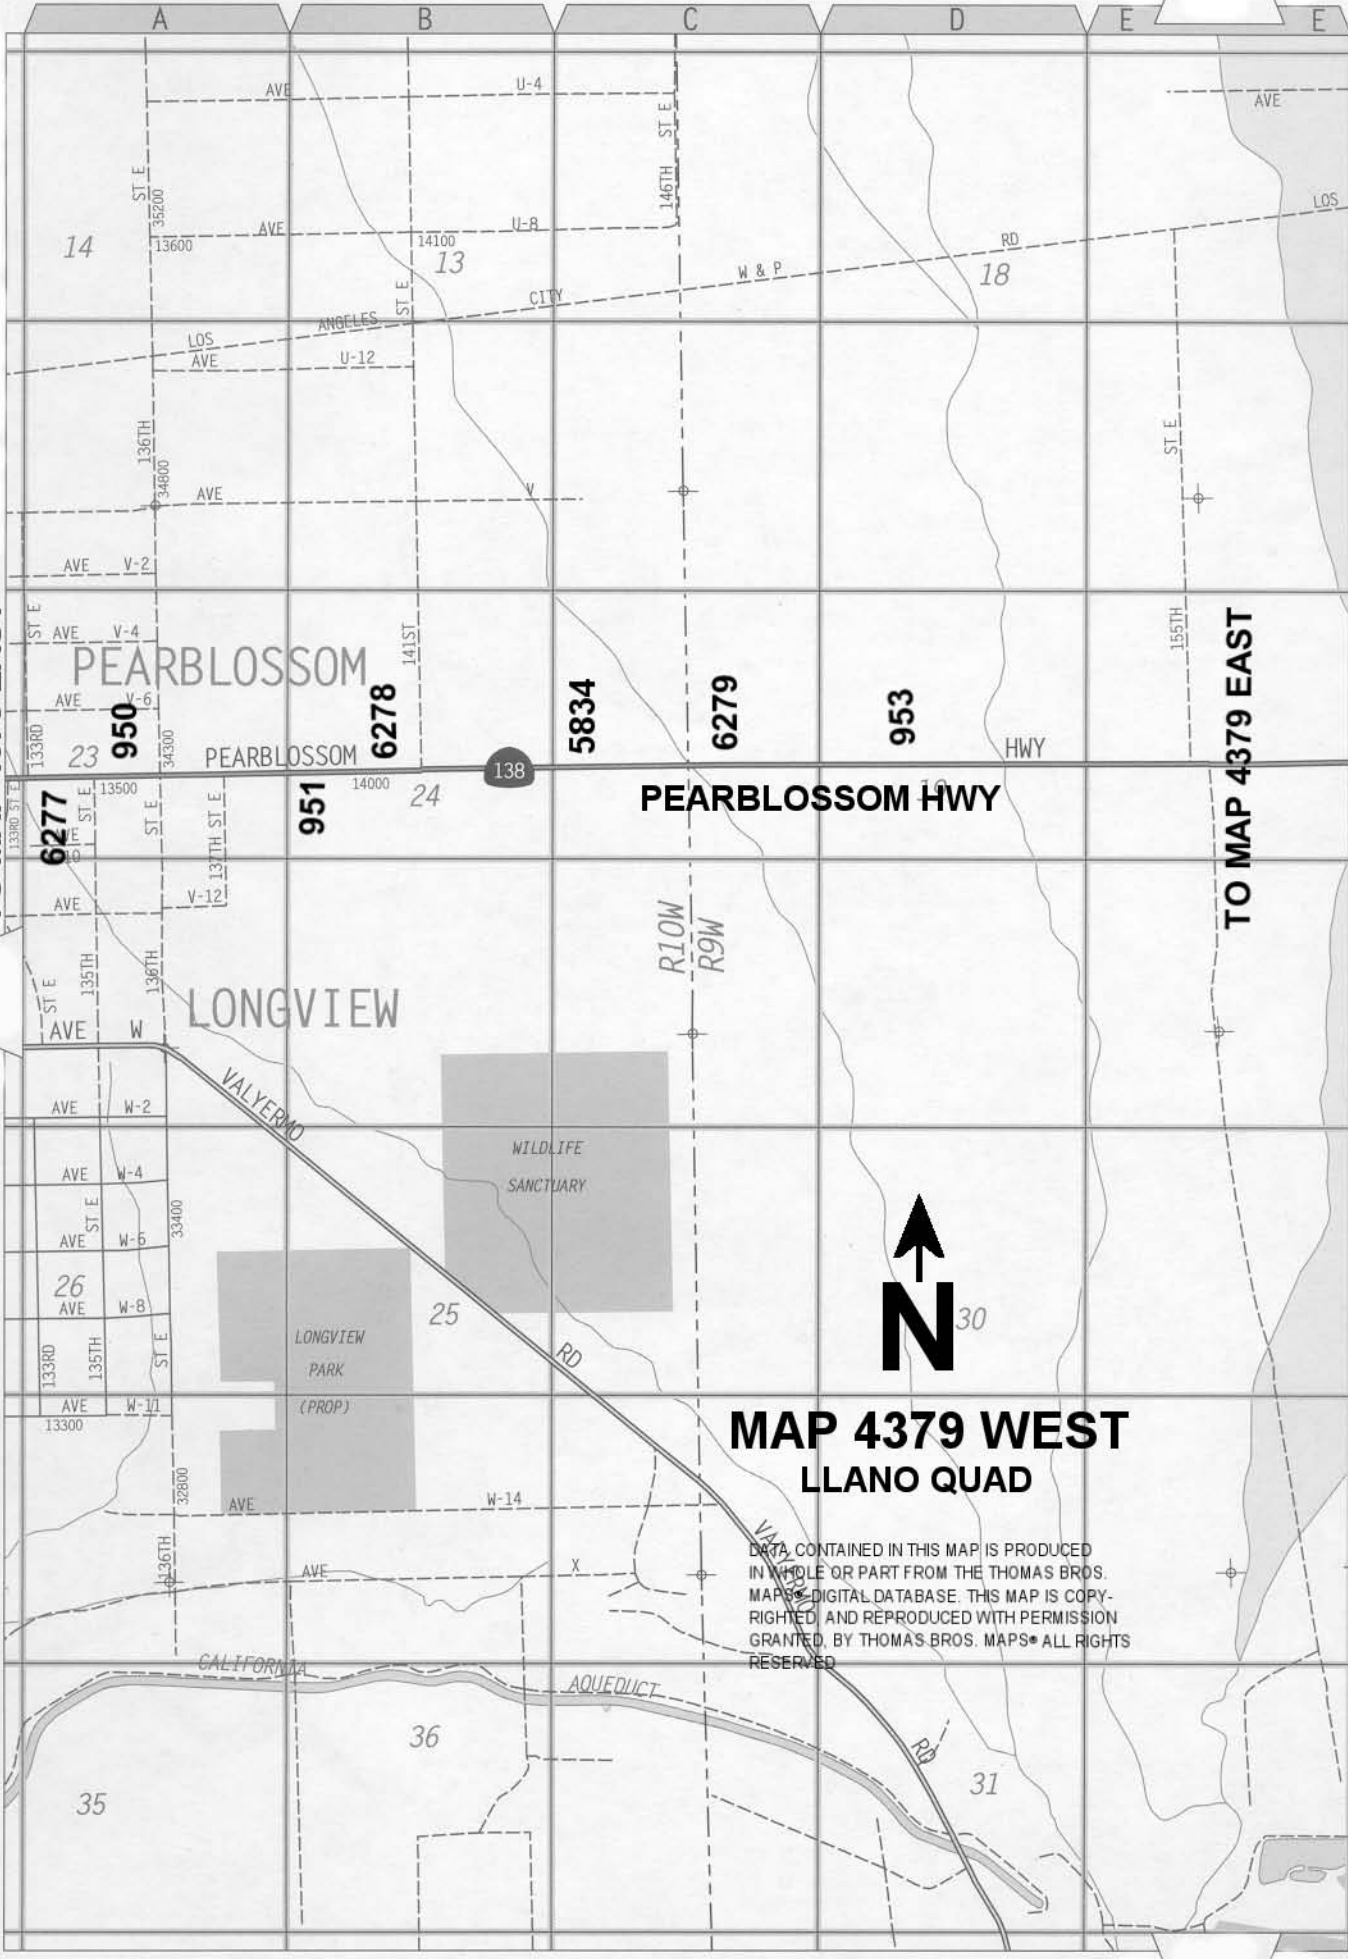 A B C D E E
AVE U-4
AVE
ST E
ST E
146TH
35200
LOS
AVE U-8
13600
14100
14
13
W & P
RD
18
ST E
CITY
ANGELES
LOS
AVE U-12
136TH
ST E
34800
AVE V
AVE V-2
ST E
AVE V-4
141ST
155TH
PEARBLOSSOM
AVE V-6
TO MAP 4379 EAST
950
6278
5834
6279
953
133RD
23
34300
PEARBLOSSOM
HWY
138
13500
14000
24
951
PEARBLOSSOM HWY
19
6277
133RD ST E
ST E
ST E
137TH ST E
AVE V-12
R10W
R9W
135TH
136TH
ST E
LONGVIEW
AVE W
VALYERMO
AVE W-2
WILDLIFE
SANCTUARY
AVE W-4
ST E
33400
AVE W-6
26
AVE W-8
25
N
30
LONGVIEW
PARK
(PROP)
133RD
135TH
ST E
RD
AVE W-11
13300
MAP 4379 WEST
LLANO QUAD
32800
AVE W-14
136TH
AVE X
VALYERMO
DATA CONTAINED IN THIS MAP IS PRODUCED
IN WHOLE OR PART FROM THE THOMAS BROS.
MAPS® DIGITAL DATABASE. THIS MAP IS COPY-
RIGHTED, AND REPRODUCED WITH PERMISSION
GRANTED, BY THOMAS BROS. MAPS® ALL RIGHTS
RESERVED
CALIFORNIA
AQUEDUCT
36
RD
31
35